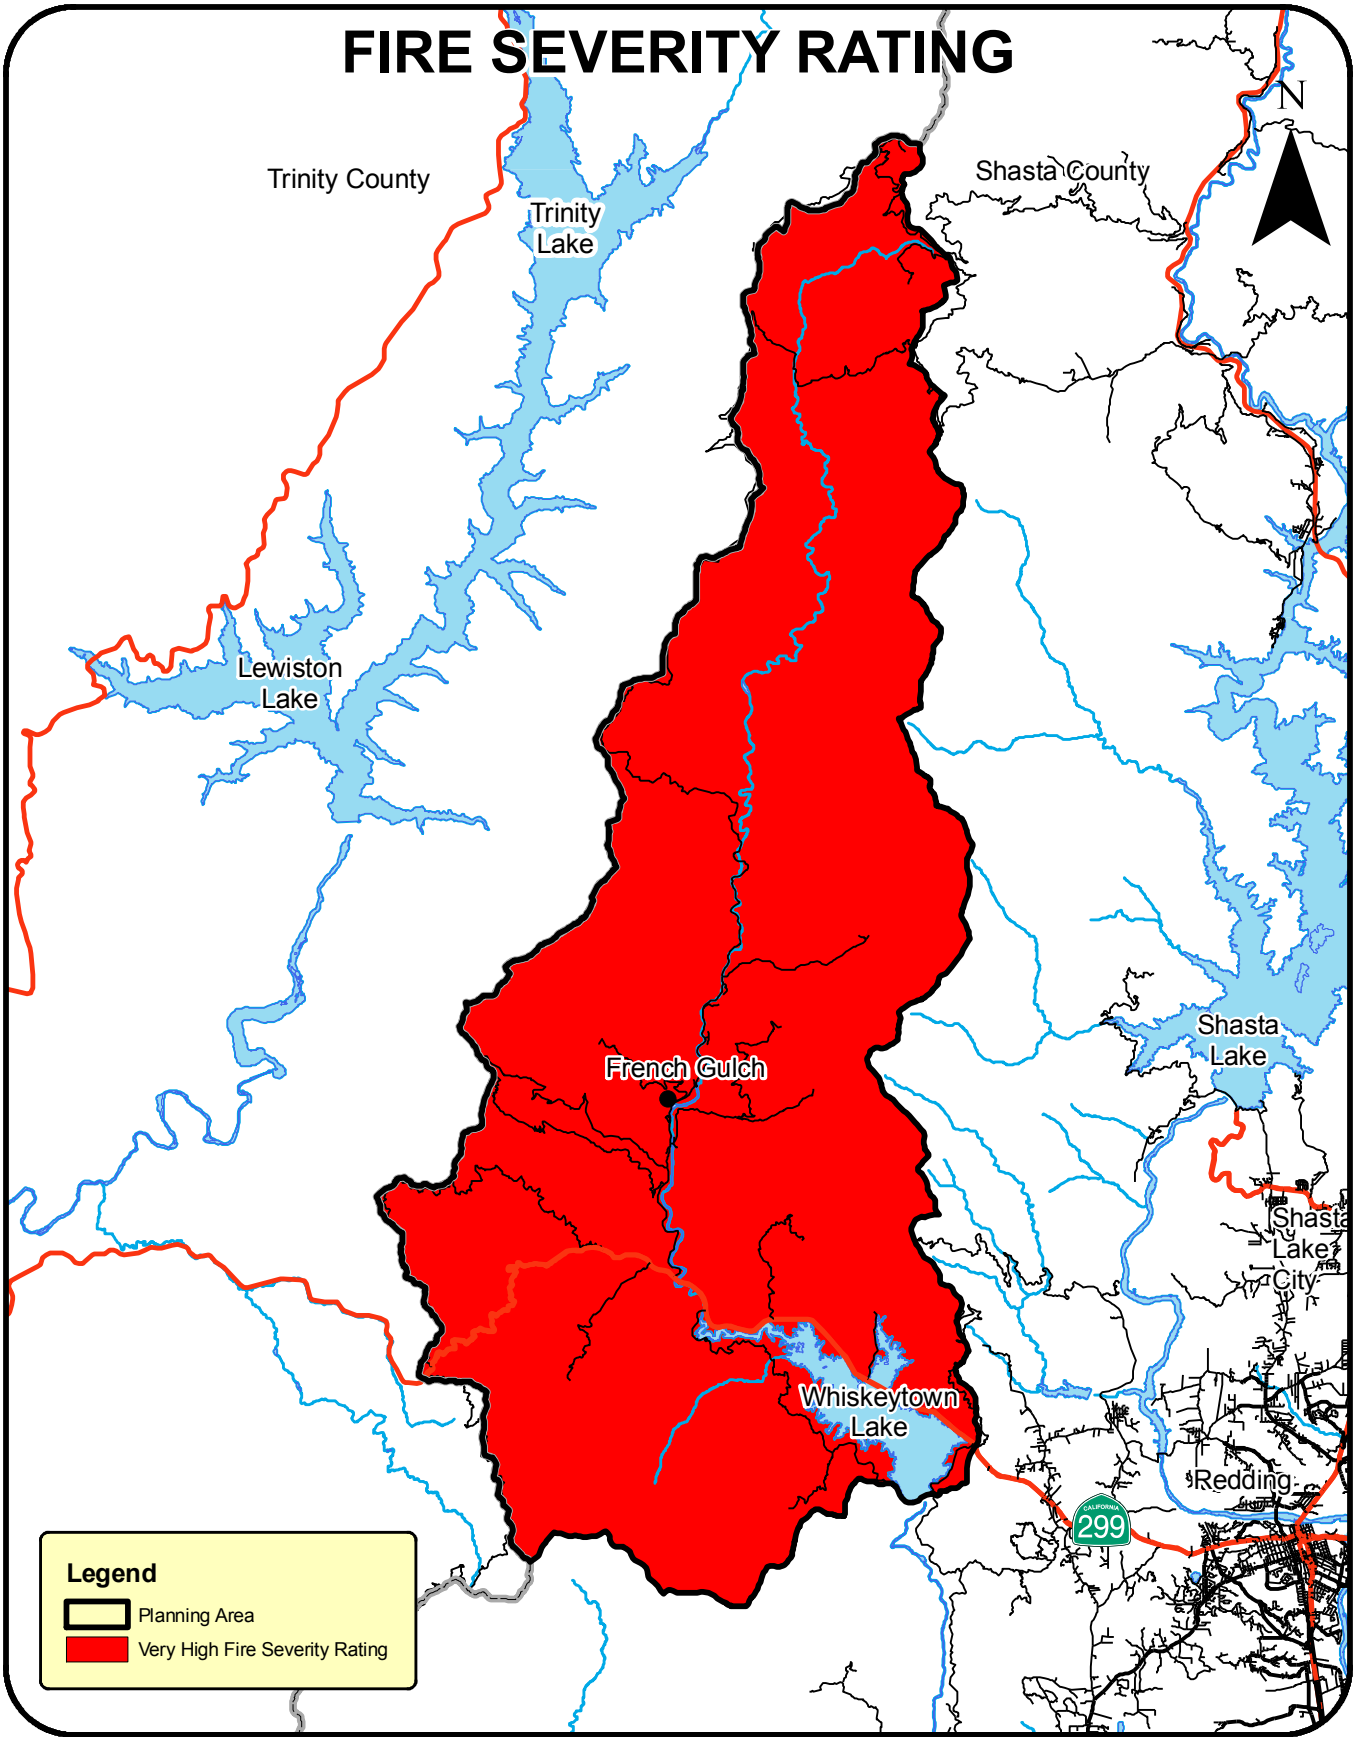 FIRE SEVERITY RATING
N
Trinity County
Shasta County
Trinity
Lake
Lewiston
Lake
Shasta
Lake
French Gulch
Shasta
Lake
City
Whiskeytown
Lake
Redding
CALIFORNIA
299
Legend
Planning Area
Very High Fire Severity Rating